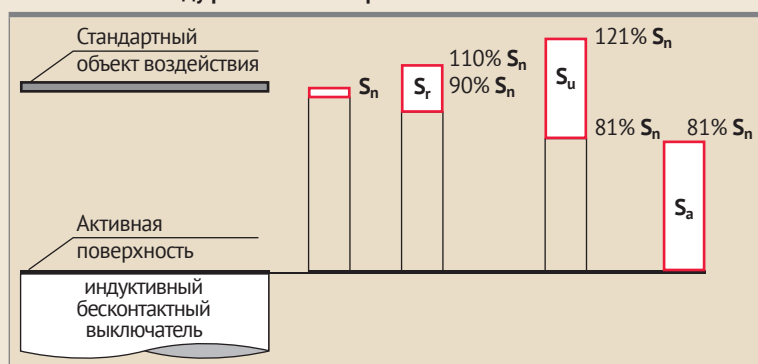 Стандартный
объект воздействия
Sn
Sr
110% Sn
90% Sn
Su
121% Sn
81% Sn
81% Sn
Sa
Активная
поверхность
индуктивный
бесконтактный
выключатель